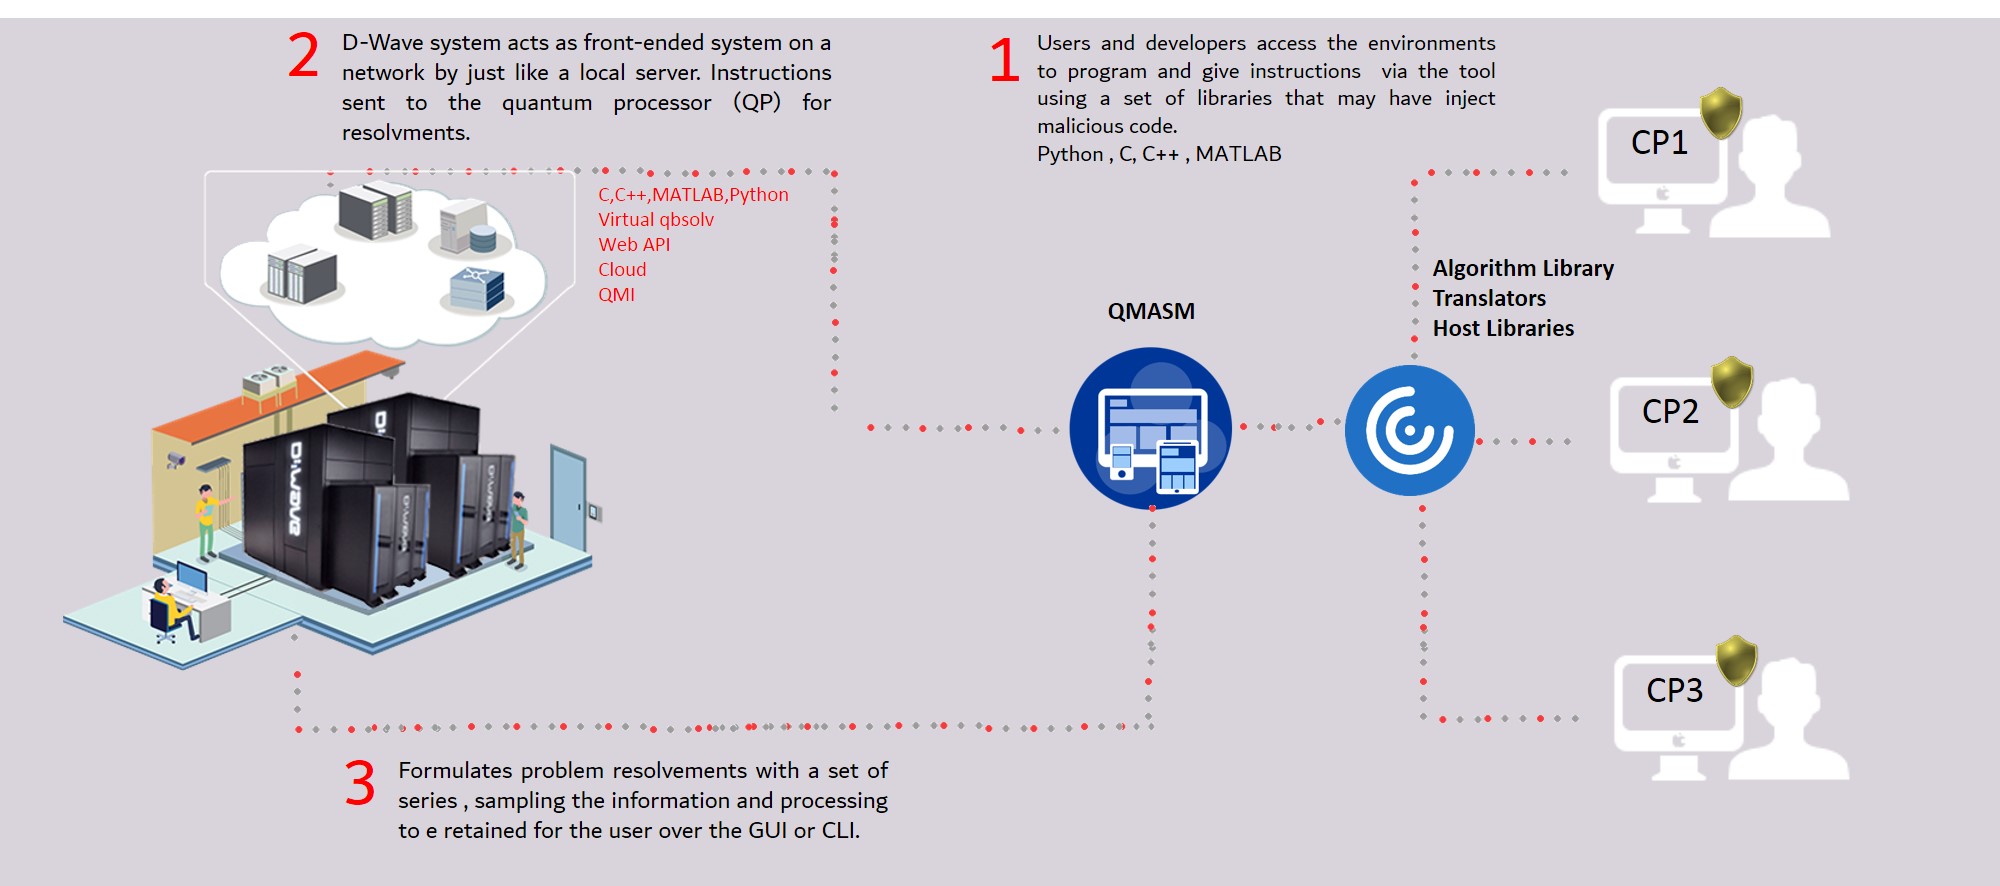 2
D-Wave system acts as front-ended system on a
network by just like a local server. Instructions
sent to the quantum processor (QP) for
resolvments.
1
Users and developers access the environments
to program and give instructions via the tool
using a set of libraries that may have inject
malicious code.
Python , C, C++ , MATLAB
CP1
C,C++,MATLAB,Python
Virtual qbsolv
Web API
Cloud
QMI
Algorithm Library
Translators
Host Libraries
QMASM
CP2
D:wave
D:wave
D:wave
CP3
3
Formulates problem resolvements with a set of
series , sampling the information and processing
to e retained for the user over the GUI or CLI.